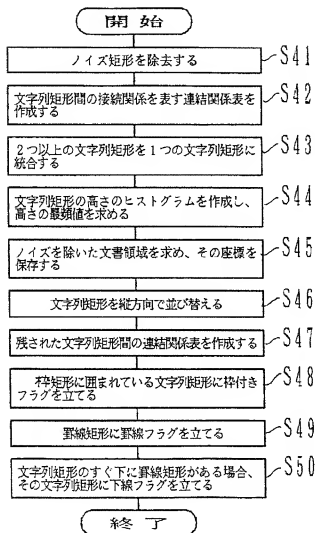 開始
ノイズ矩形を除去する
S41
文字列矩形間の接続関係を表す連結関係表を
作成する
S42
2つ以上の文字列矩形を1つの文字列矩形に
統合する
S43
文字列矩形の高さのヒストグラムを作成し、
高さの最頻値を求める
S44
ノイズを除いた文書領域を求め、その座標を
保存する
S45
文字列矩形を縦方向で並び替える
S46
残された文字列矩形間の連結関係表を作成する
S47
枠矩形に囲まれている文字列矩形に枠付き
フラグを立てる
S48
罫線矩形に罫線フラグを立てる
S49
文字列矩形のすぐ下に罫線矩形がある場合、
その文字列矩形に下線フラグを立てる
S50
終了